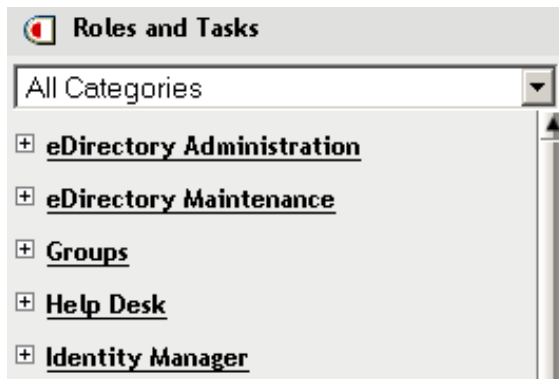 Roles and Tasks
All Categories
eDirectory Administration
eDirectory Maintenance
Groups
Help Desk
Identity Manager